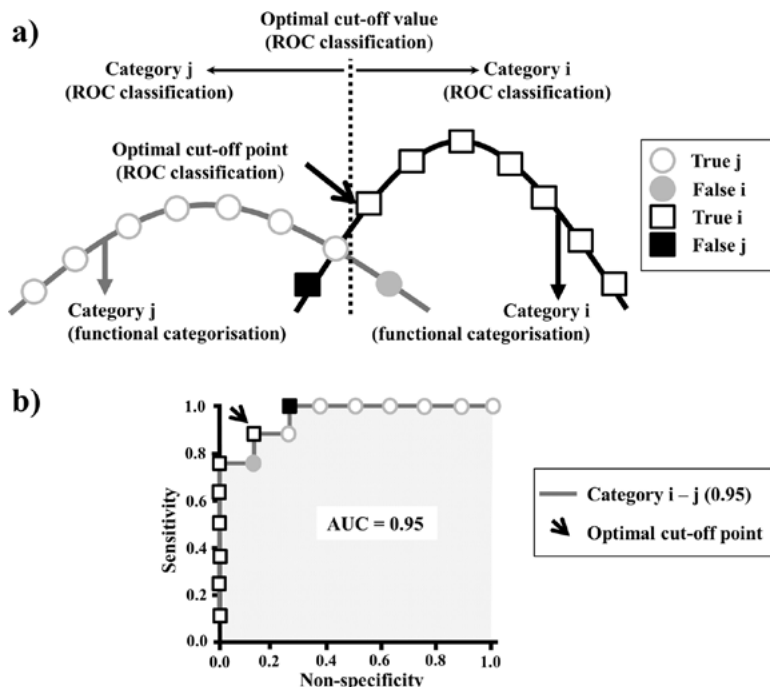 a)
Optimal cut-off value
(ROC classification)
Category j
(ROC classification)
Category i
(ROC classification)
Optimal cut-off point
(ROC classification)
True j
False i
True i
False j
Category j
(functional categorisation)
Category i
(functional categorisation)
b)
1.0
0.8
0.6
0.4
0.2
0.0
Sensitivity
AUC = 0.95
0.0 0.2 0.4 0.6 0.8 1.0
Non-specificity
Category i – j (0.95)
Optimal cut-off point